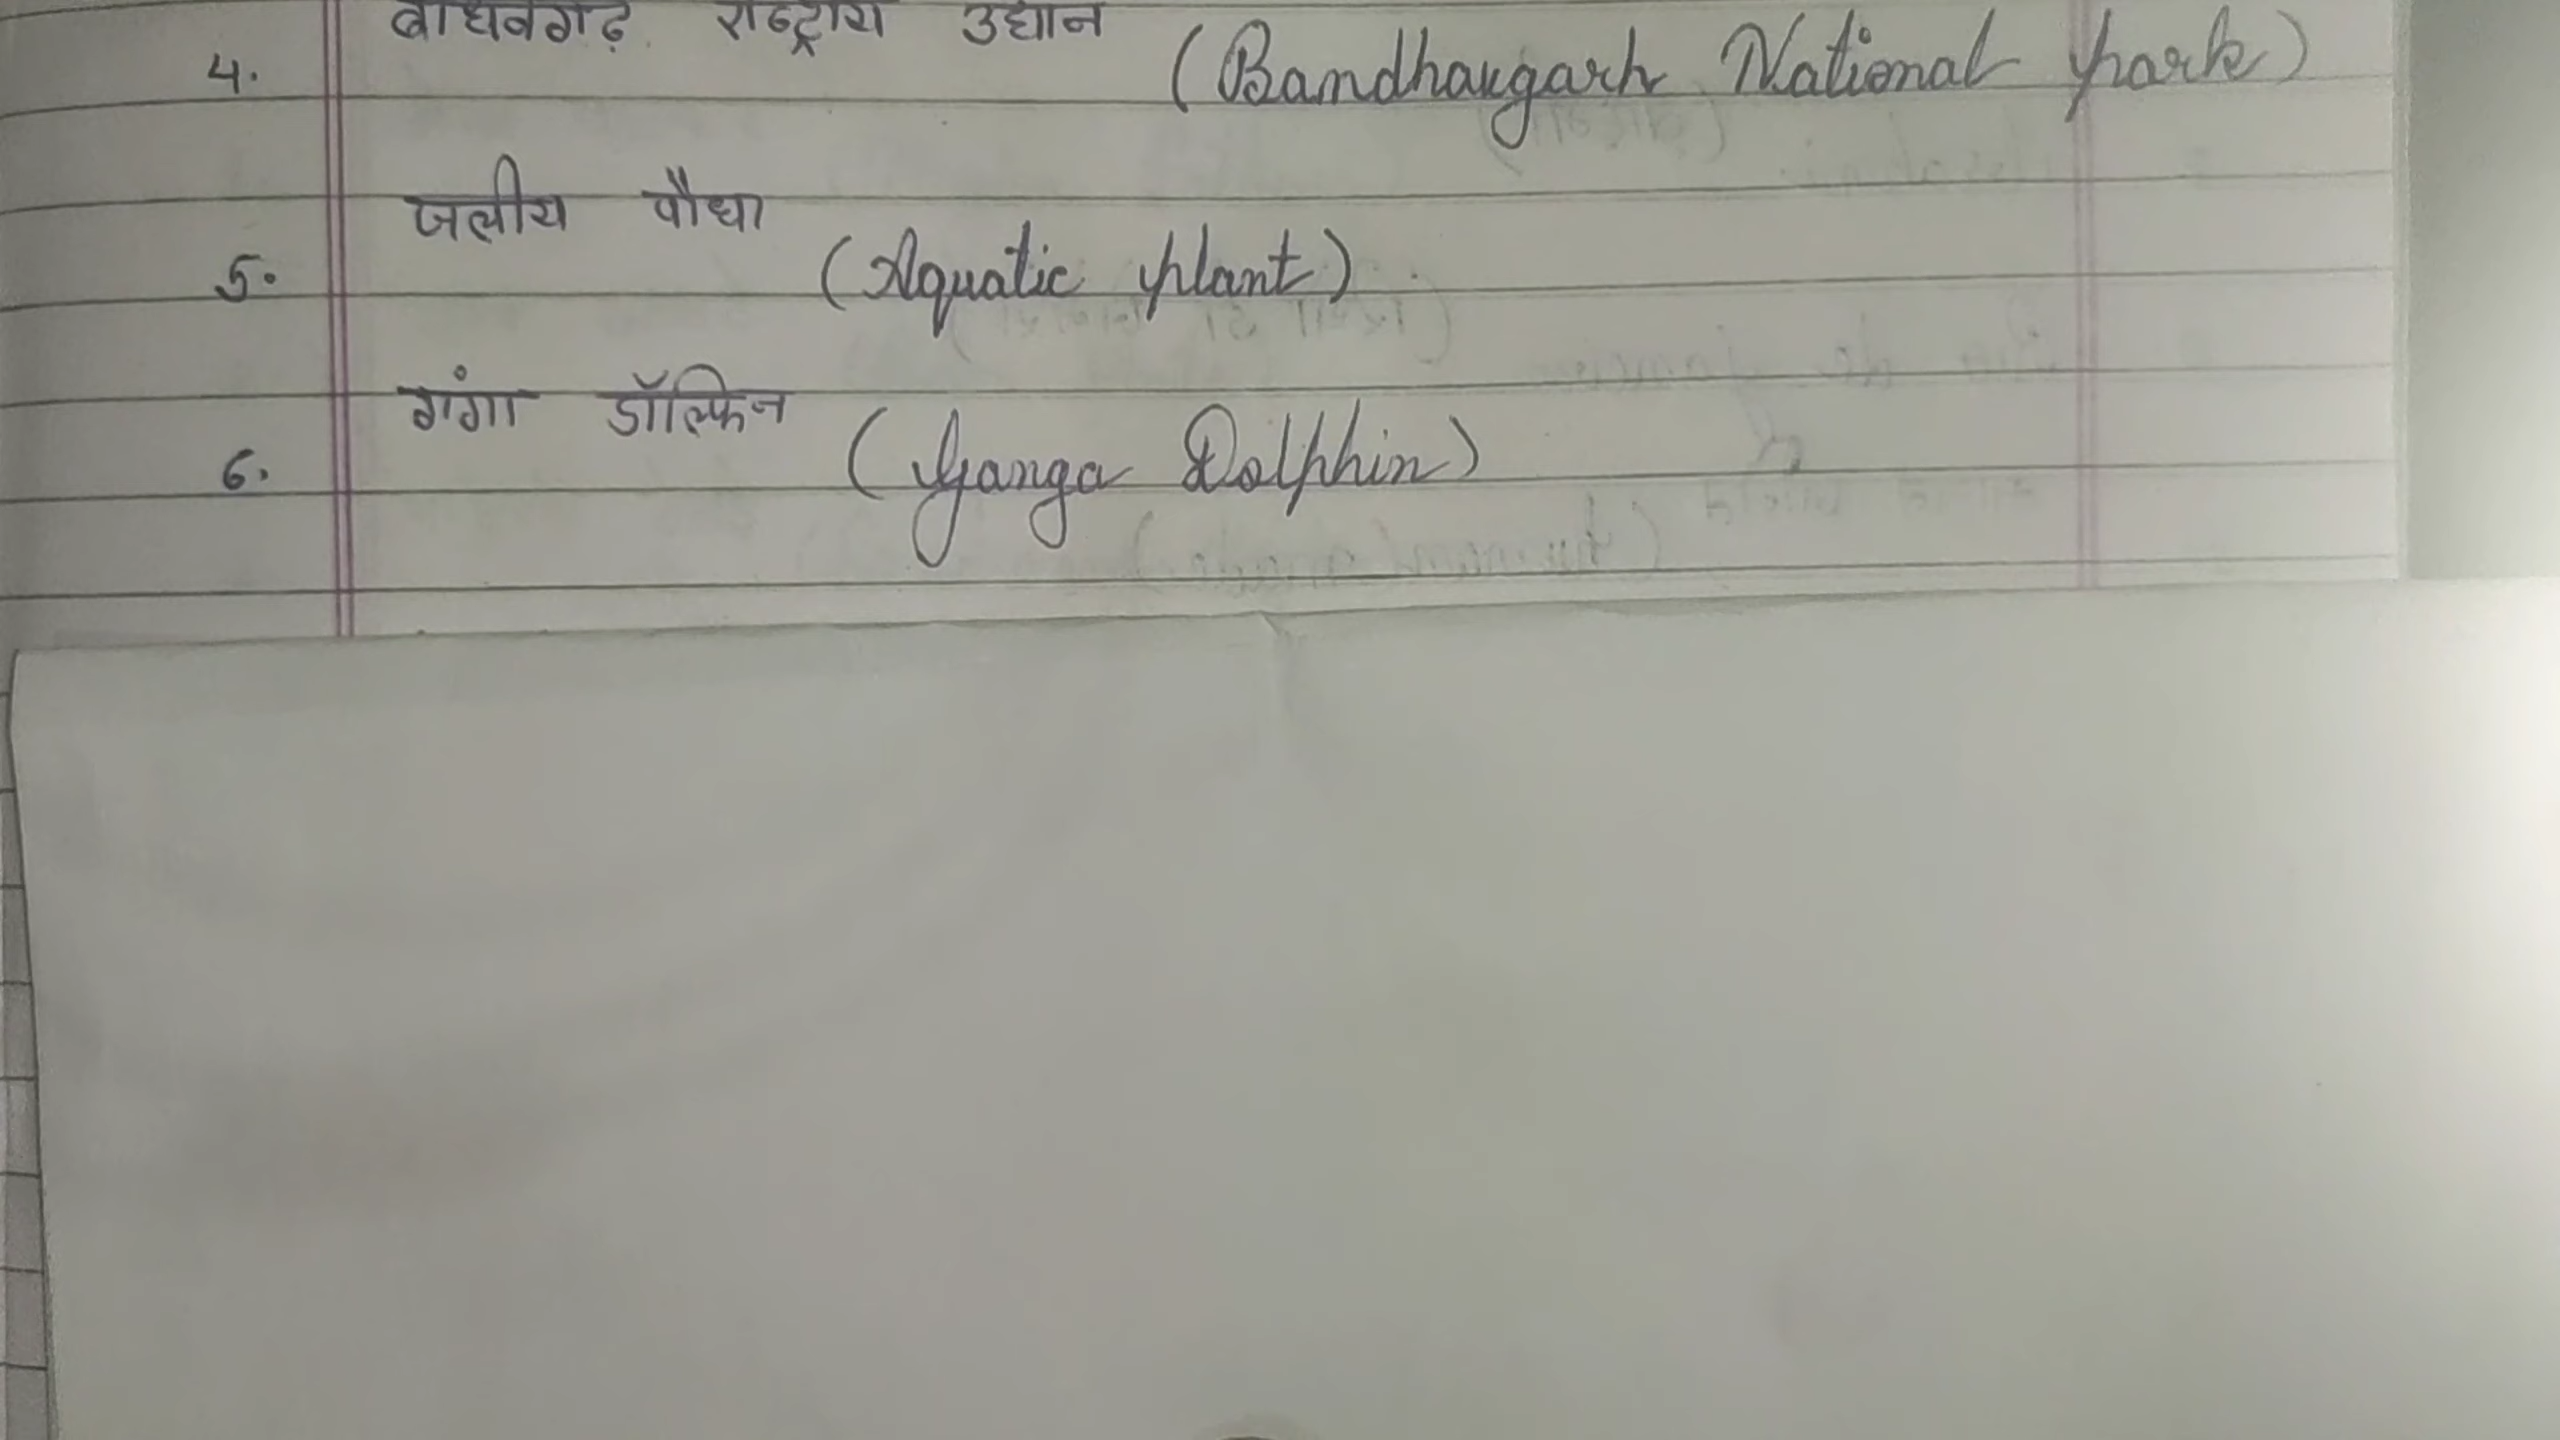 4. बांधवगढ़ राष्ट्रीय उद्यान (Bandhavgarh National park)
5. जलीय पौधा (Aquatic plant)
6. गंगा डॉल्फिन (Ganga Dolphin)